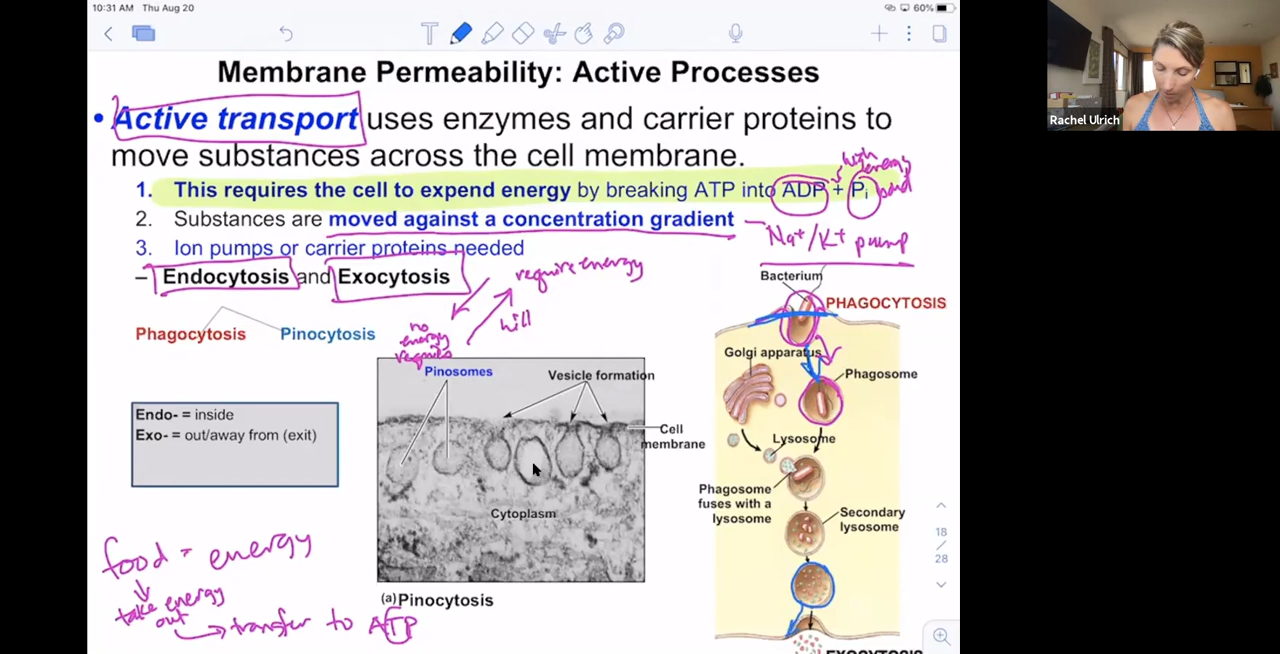 10:31 AM Thu Aug 20
60%
Rachel Ulrich
Membrane Permeability: Active Processes
• Active transport uses enzymes and carrier proteins to
move substances across the cell membrane.
1. This requires the cell to expend energy by breaking ATP into ADP + Pi
high
energy
bond
2. Substances are moved against a concentration gradient
Na+/K+ pump
3. Ion pumps or carrier proteins needed
– Endocytosis and Exocytosis
require energy
hill
no
energy
requires
Phagocytosis Pinocytosis
Endo- = inside
Exo- = out/away from (exit)
Pinosomes
Vesicle formation
Cell
membrane
Cytoplasm
(a) Pinocytosis
Bacterium
PHAGOCYTOSIS
Golgi apparatus
Phagosome
Lysosome
Phagosome
fuses with a
lysosome
Secondary
lysosome
EXOCYTOSIS
18
/
28
food = energy
take energy
out
transfer to ATP